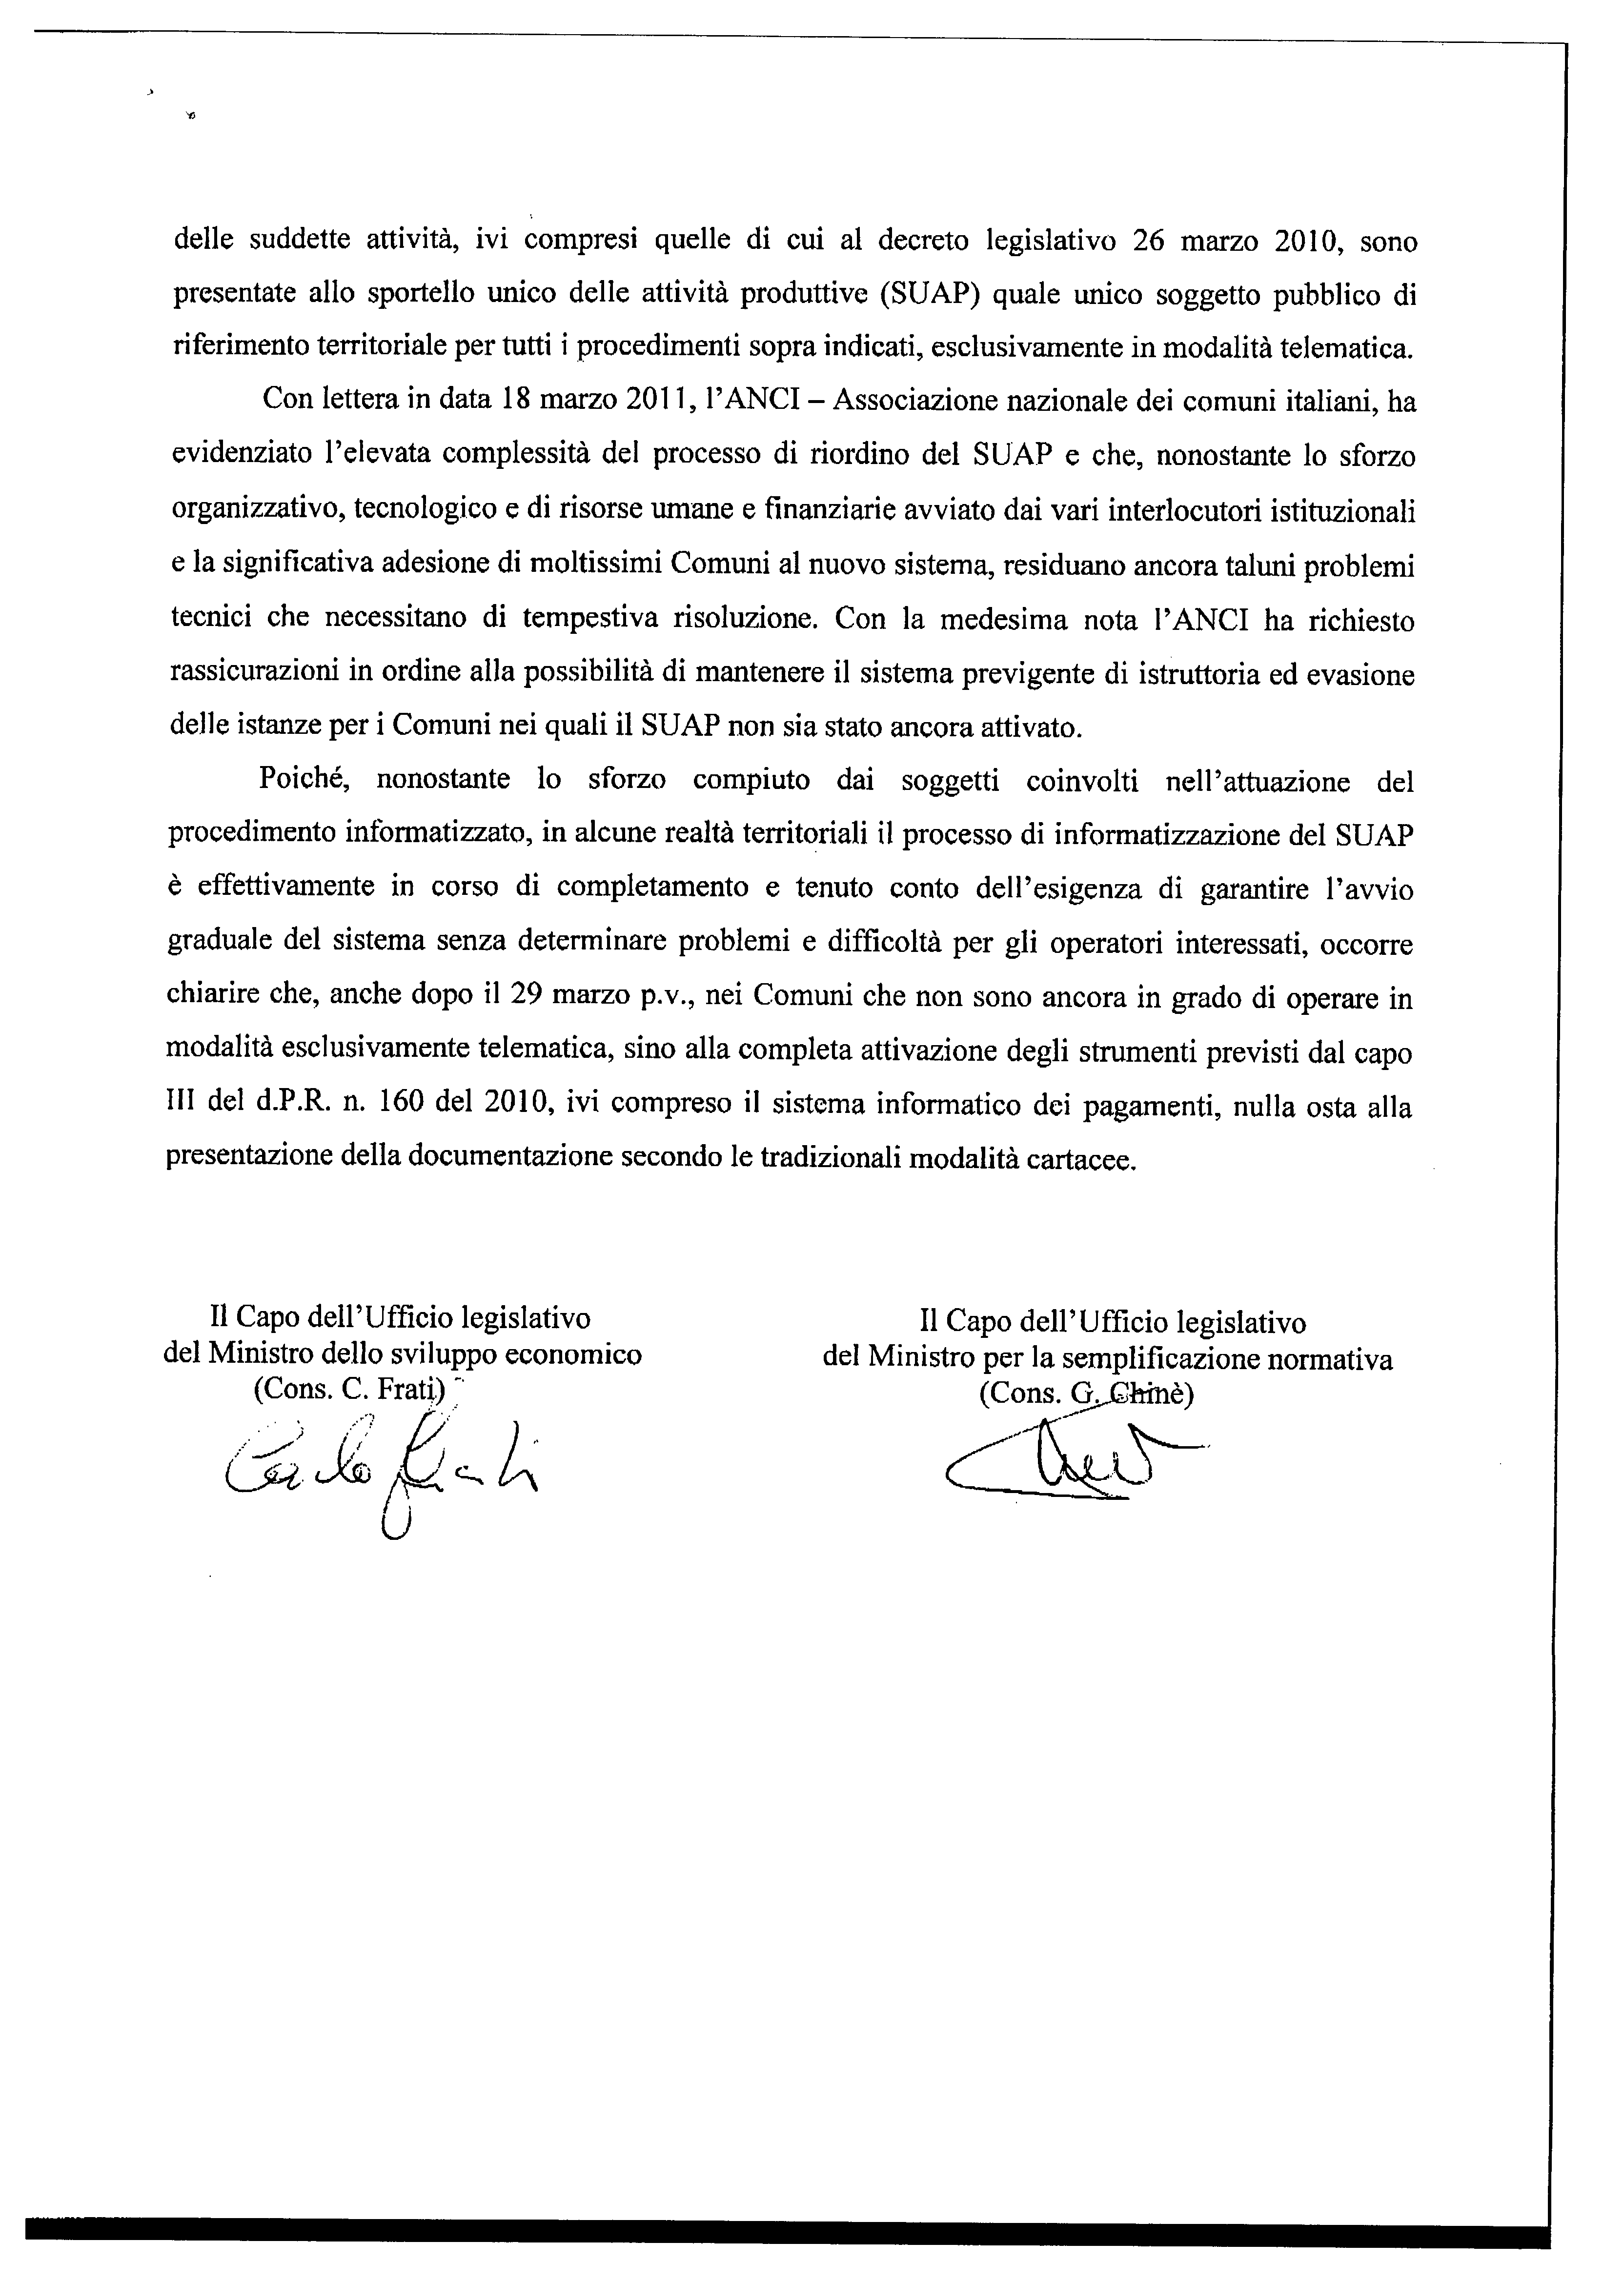 delle suddette attività, ivi compresi quelle di cui al decreto legislativo 26 marzo 2010, sono
presentate allo sportello unico delle attività produttive (SUAP) quale unico soggetto pubblico di
riferimento territoriale per tutti i procedimenti sopra indicati, esclusivamente in modalità telematica.
Con lettera in data 18 marzo 2011, l'ANCI – Associazione nazionale dei comuni italiani, ha
evidenziato l'elevata complessità del processo di riordino del SUAP e che, nonostante lo sforzo
organizzativo, tecnologico e di risorse umane e finanziarie avviato dai vari interlocutori istituzionali
e la significativa adesione di moltissimi Comuni al nuovo sistema, residuano ancora taluni problemi
tecnici che necessitano di tempestiva risoluzione. Con la medesima nota l'ANCI ha richiesto
rassicurazioni in ordine alla possibilità di mantenere il sistema previgente di istruttoria ed evasione
delle istanze per i Comuni nei quali il SUAP non sia stato ancora attivato.
Poiché, nonostante lo sforzo compiuto dai soggetti coinvolti nell'attuazione del
procedimento informatizzato, in alcune realtà territoriali il processo di informatizzazione del SUAP
è effettivamente in corso di completamento e tenuto conto dell'esigenza di garantire l'avvio
graduale del sistema senza determinare problemi e difficoltà per gli operatori interessati, occorre
chiarire che, anche dopo il 29 marzo p.v., nei Comuni che non sono ancora in grado di operare in
modalità esclusivamente telematica, sino alla completa attivazione degli strumenti previsti dal capo
III del d.P.R. n. 160 del 2010, ivi compreso il sistema informatico dei pagamenti, nulla osta alla
presentazione della documentazione secondo le tradizionali modalità cartacee.
Il Capo dell'Ufficio legislativo
del Ministro dello sviluppo economico
(Cons. C. Frati)
Carlo Frati
Il Capo dell'Ufficio legislativo
del Ministro per la semplificazione normativa
(Cons. G. Chinè)